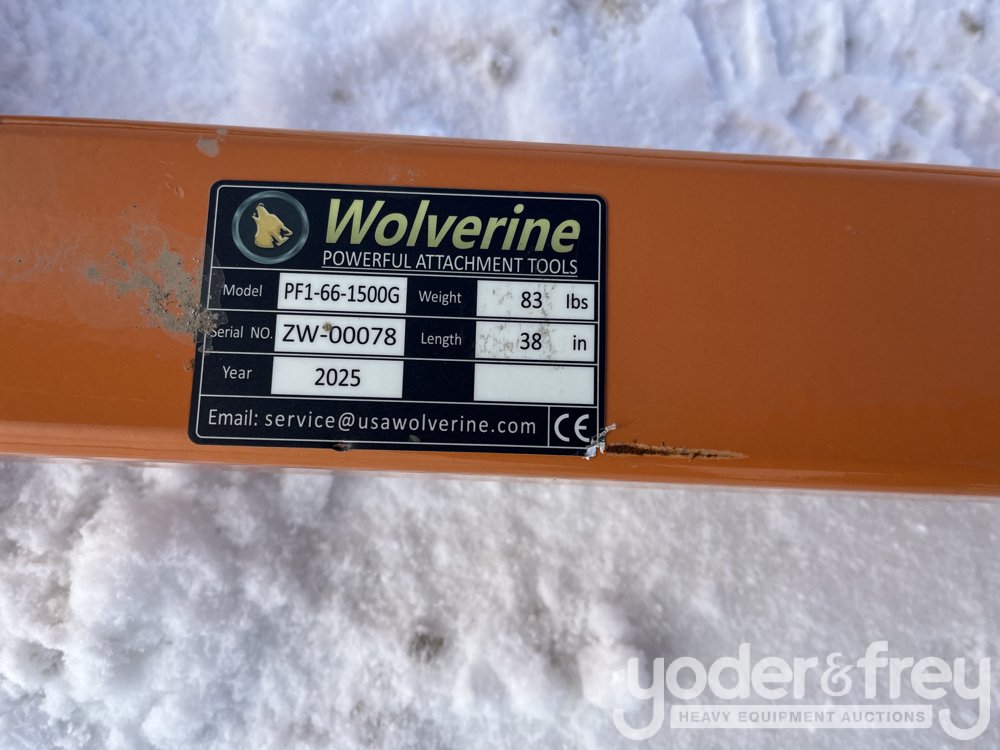 Wolverine
POWERFUL ATTACHMENT TOOLS
Model PF1-66-1500G Weight 83 lbs
Serial NO. ZW-00078 Length 38 in
Year 2025
Email: service@usawolverine.com CE
yoder&frey
HEAVY EQUIPMENT AUCTIONS